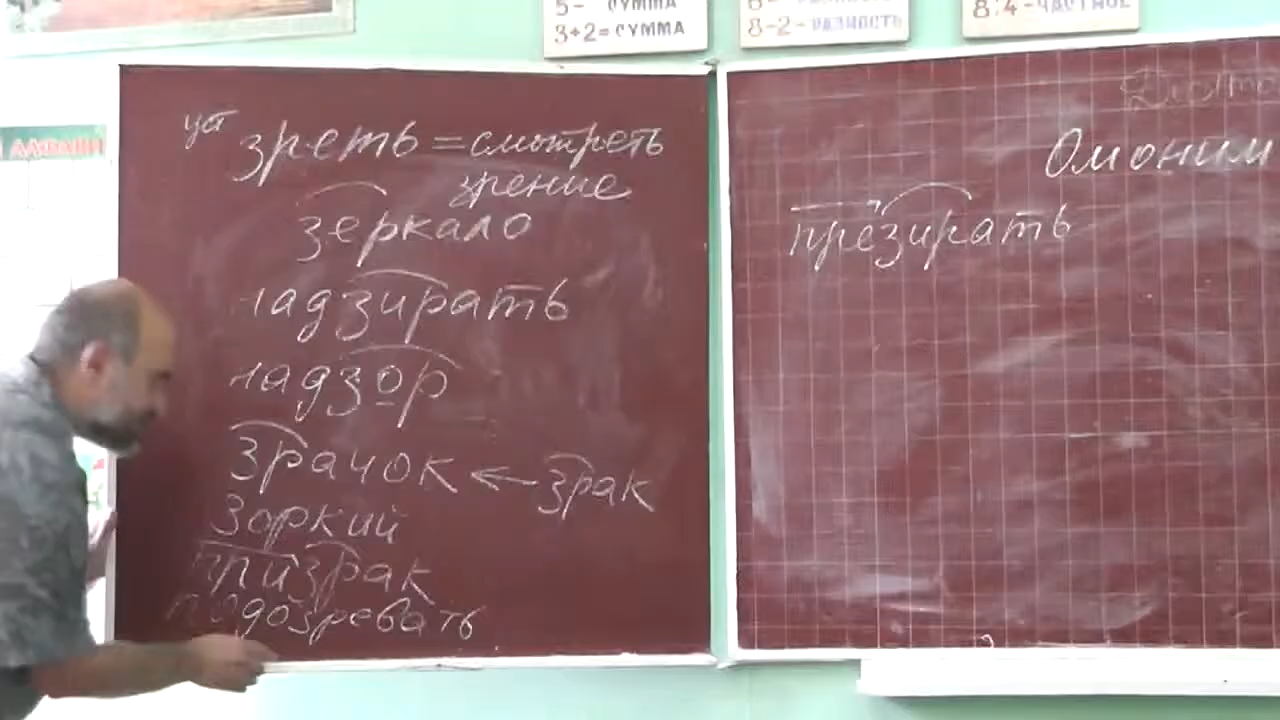 5- СУММА
3+2=СУММА
8-2-РАЗНОСТЬ
8:4-ЧАСТНОЕ
уст зреть = смотреть
зрение
зеркало
надзирать
надзор
зрачок ← зрак
Зоркий
призрак
подозревать
Омоним
презирать